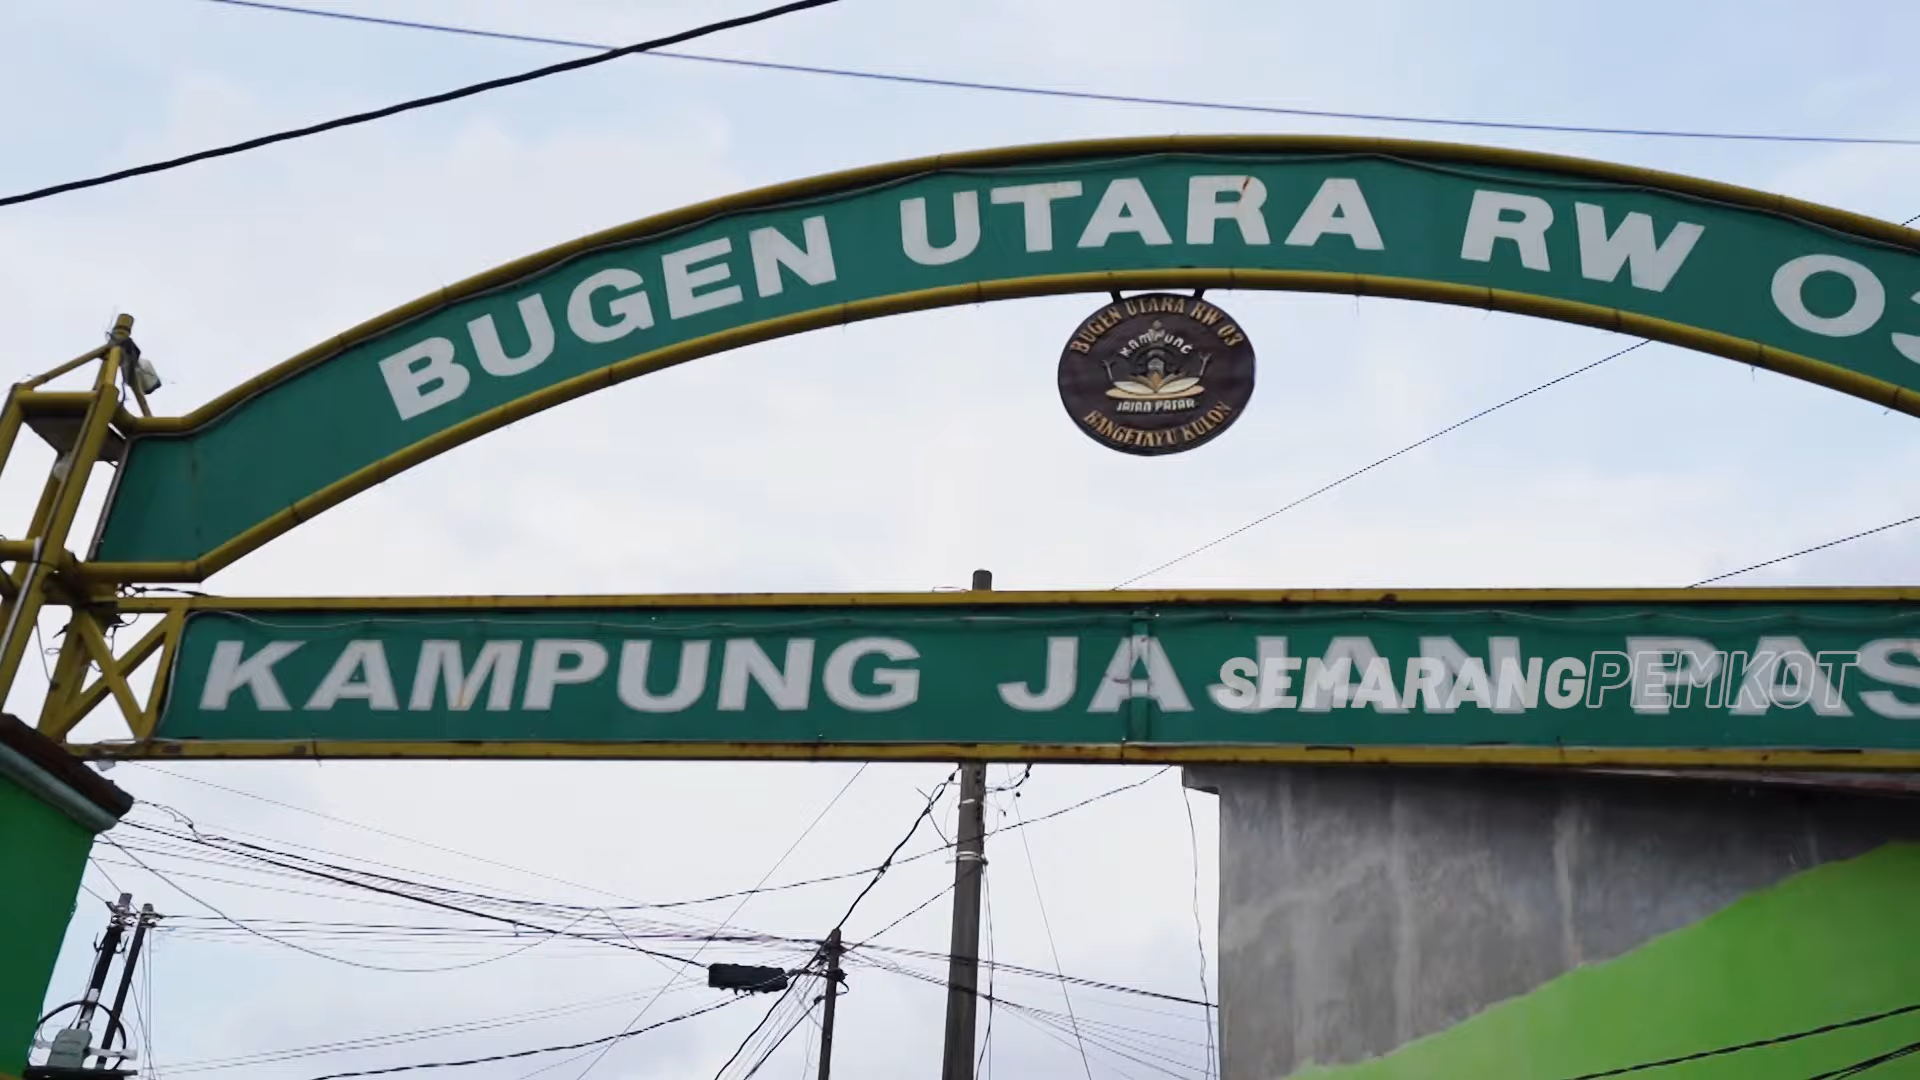 BUGEN UTARA RW 03
BUGEN UTARA RW 03
KAMPUNG
JAJAN PASAR
BANGETAYU KULON
KAMPUNG JAJAN PAS
SEMARANGPEMKOT